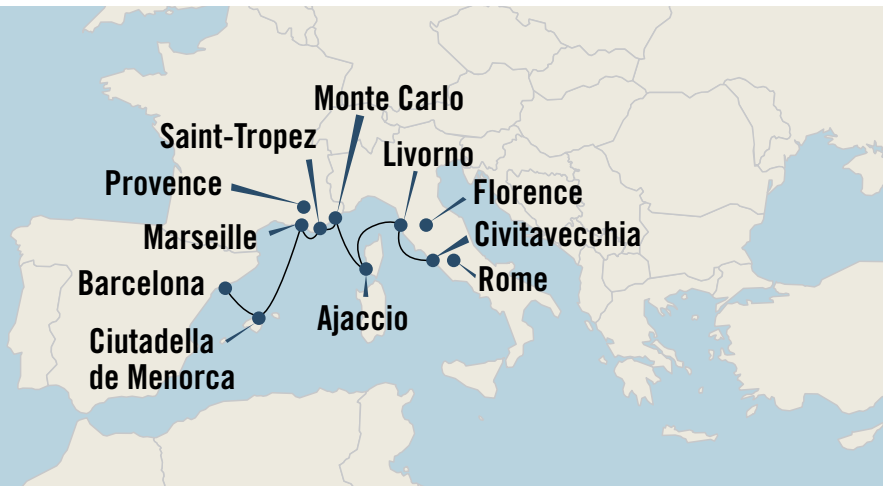 Monte Carlo
Saint-Tropez
Livorno
Provence
Florence
Marseille
Civitavecchia
Barcelona
Rome
Ajaccio
Ciutadella
de Menorca